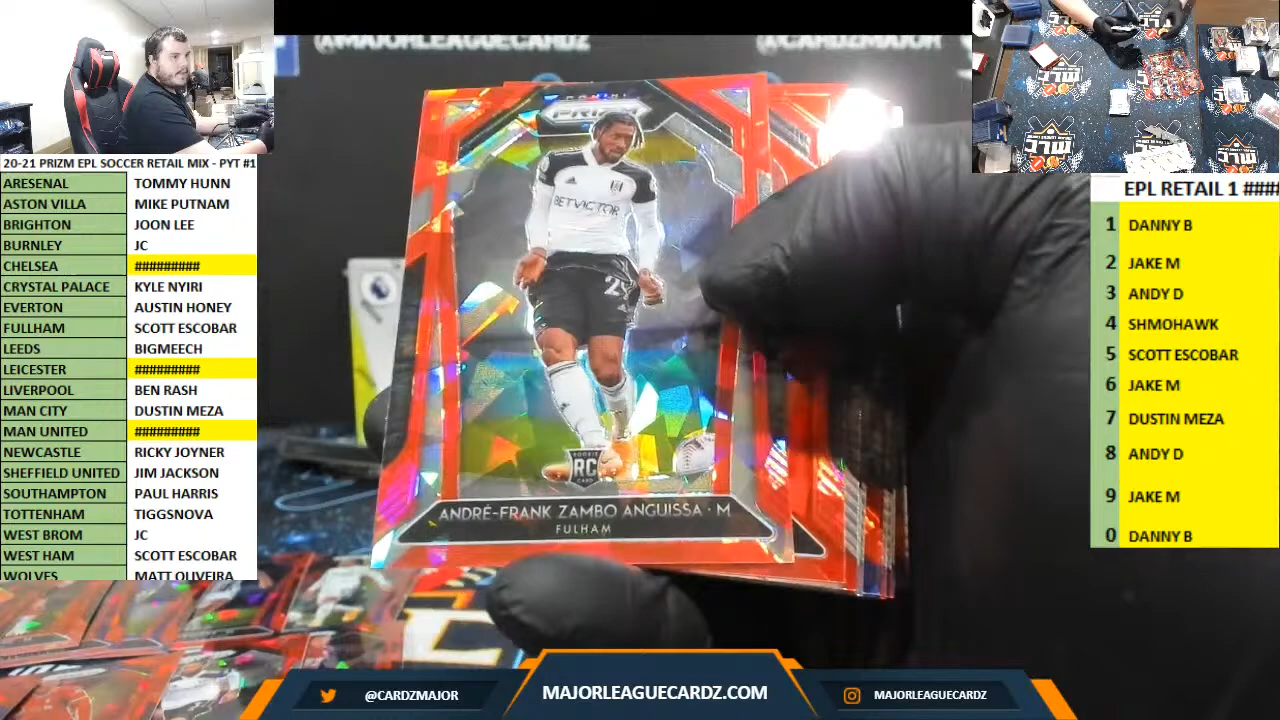 @MAJORLEAGUECARDZ
@CARDZMAJOR
20-21 PRIZM EPL SOCCER RETAIL MIX - PYT #1
ARESENAL TOMMY HUNN
ASTON VILLA MIKE PUTNAM
BRIGHTON JOON LEE
BURNLEY JC
CHELSEA #########
CRYSTAL PALACE KYLE NYIRI
EVERTON AUSTIN HONEY
FULLHAM SCOTT ESCOBAR
LEEDS BIGMEECH
LEICESTER #########
LIVERPOOL BEN RASH
MAN CITY DUSTIN MEZA
MAN UNITED #########
NEWCASTLE RICKY JOYNER
SHEFFIELD UNITED JIM JACKSON
SOUTHAMPTON PAUL HARRIS
TOTTENHAM TIGGSNOVA
WEST BROM JC
WEST HAM SCOTT ESCOBAR
WOLVES MATT OLIVEIRA
PANINI
PRIZM
BETVICTOR
ROOKIE
RC
CARD
ANDRÉ-FRANK ZAMBO ANGUISSA · M
FULHAM
EPL RETAIL 1 ####
1 DANNY B
2 JAKE M
3 ANDY D
4 SHMOHAWK
5 SCOTT ESCOBAR
6 JAKE M
7 DUSTIN MEZA
8 ANDY D
9 JAKE M
0 DANNY B
@CARDZMAJOR
MAJORLEAGUECARDZ.COM
MAJORLEAGUECARDZ